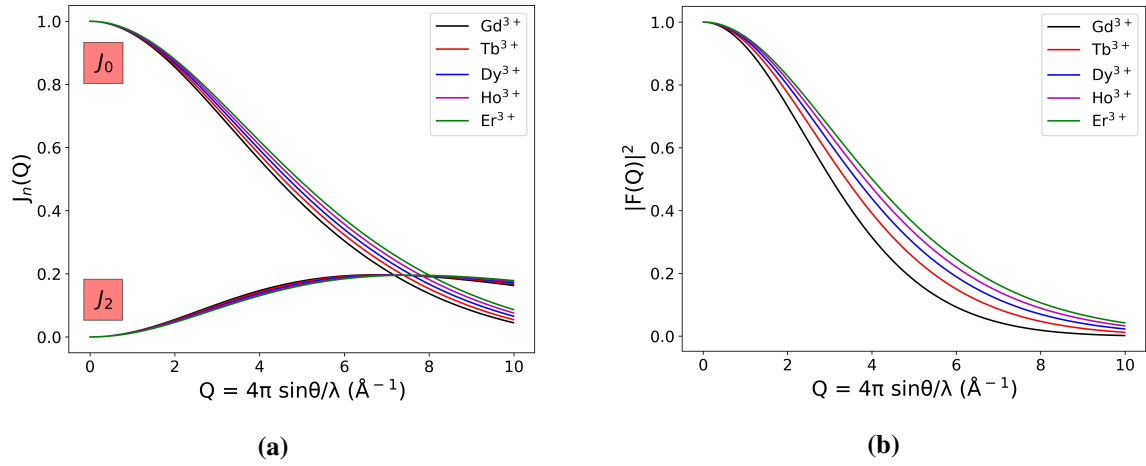 1.0
0.8
0.6
0.4
0.2
0.0
J₀
J₂
Jₙ(Q)
Gd³⁺
Tb³⁺
Dy³⁺
Ho³⁺
Er³⁺
0 2 4 6 8 10
Q = 4π sinθ/λ (Å⁻¹)
(a)
1.0
0.8
0.6
0.4
0.2
0.0
|F(Q)|²
Gd³⁺
Tb³⁺
Dy³⁺
Ho³⁺
Er³⁺
0 2 4 6 8 10
Q = 4π sinθ/λ (Å⁻¹)
(b)